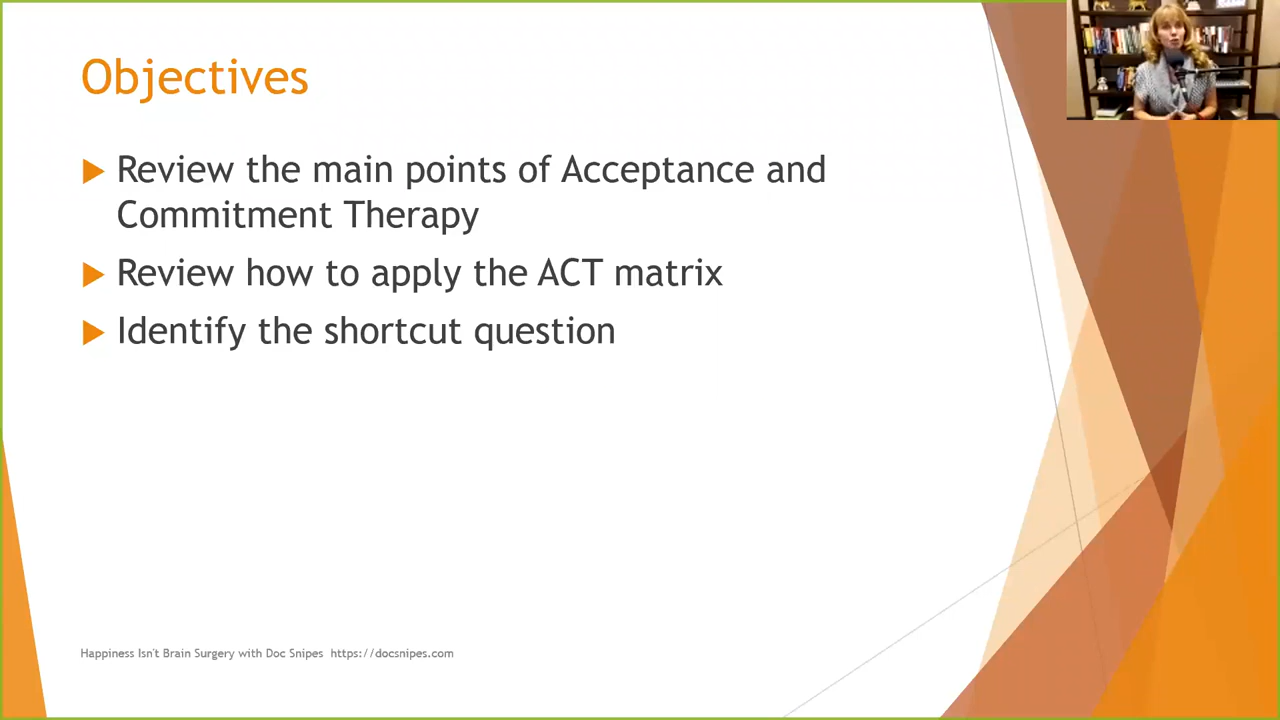 Objectives
Review the main points of Acceptance and
Commitment Therapy
Review how to apply the ACT matrix
Identify the shortcut question
Happiness Isn't Brain Surgery with Doc Snipes https://docsnipes.com